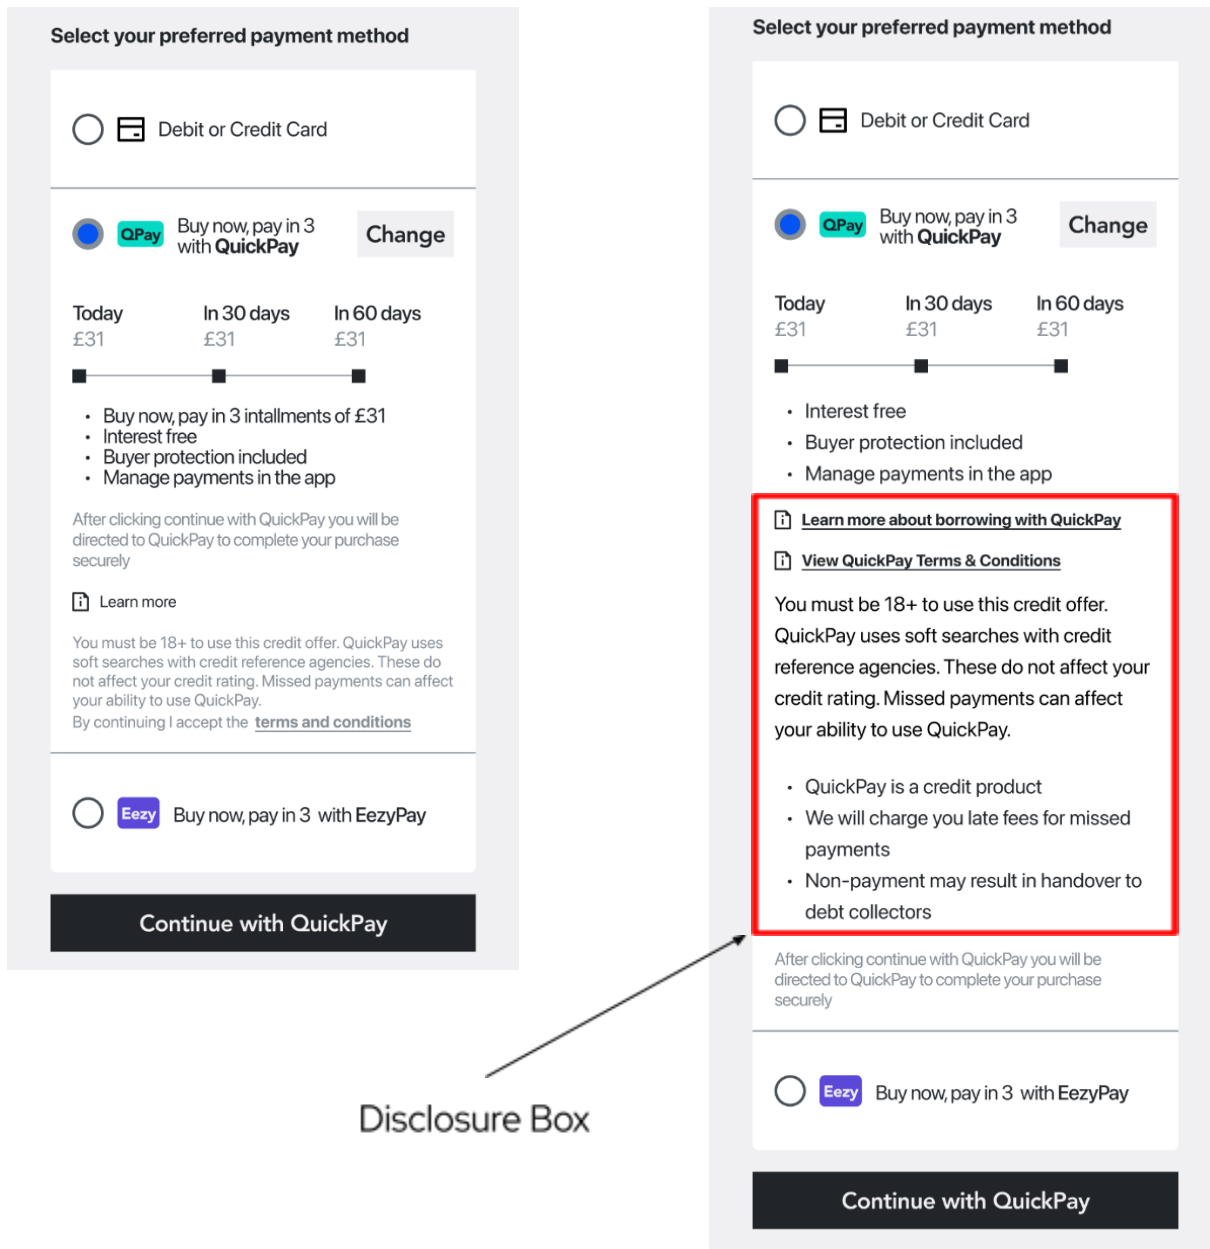 Select your preferred payment method
Debit or Credit Card
QPay
Buy now, pay in 3
with QuickPay
Change
Today
In 30 days
In 60 days
£31
£31
£31
• Buy now, pay in 3 intallments of £31
• Interest free
• Buyer protection included
• Manage payments in the app
After clicking continue with QuickPay you will be
directed to QuickPay to complete your purchase
securely
Learn more
You must be 18+ to use this credit offer. QuickPay uses
soft searches with credit reference agencies. These do
not affect your credit rating. Missed payments can affect
your ability to use QuickPay.
By continuing I accept the terms and conditions
Eezy
Buy now, pay in 3 with EezyPay
Continue with QuickPay
Select your preferred payment method
Debit or Credit Card
QPay
Buy now, pay in 3
with QuickPay
Change
Today
In 30 days
In 60 days
£31
£31
£31
• Interest free
• Buyer protection included
• Manage payments in the app
Learn more about borrowing with QuickPay
View QuickPay Terms & Conditions
You must be 18+ to use this credit offer.
QuickPay uses soft searches with credit
reference agencies. These do not affect your
credit rating. Missed payments can affect
your ability to use QuickPay.
• QuickPay is a credit product
• We will charge you late fees for missed
payments
• Non-payment may result in handover to
debt collectors
After clicking continue with QuickPay you will be
directed to QuickPay to complete your purchase
securely
Eezy
Buy now, pay in 3 with EezyPay
Continue with QuickPay
Disclosure Box